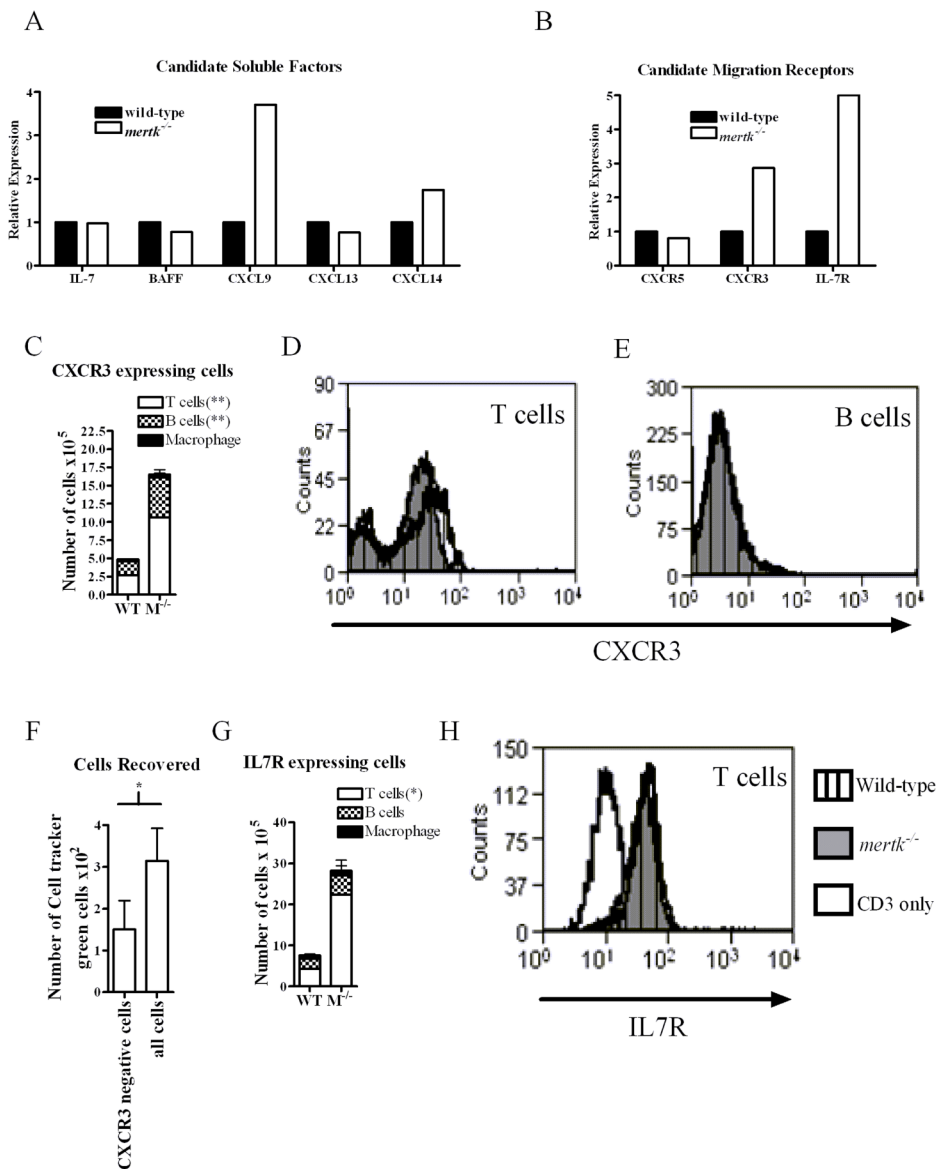 A
Candidate Soluble Factors
Relative Expression
4
3
2
1
0
wild-type
mertk-/-
IL-7 BAFF CXCL9 CXCL13 CXCL14
B
Candidate Migration Receptors
Relative Expression
5
4
3
2
1
0
wild-type
mertk-/-
CXCR5 CXCR3 IL-7R
C
CXCR3 expressing cells
T cells(**)
B cells(**)
Macrophage
Number of cells x10^5
22.5
20.0
17.5
15.0
12.5
10.0
7.5
5.0
2.5
0.0
WT M-/-
D
T cells
Counts
90
67
45
22
0
10^0 10^1 10^2 10^3 10^4
E
B cells
Counts
300
225
150
75
0
10^0 10^1 10^2 10^3 10^4
CXCR3
F
Cells Recovered
*
Number of Cell tracker
green cells x10^2
4
3
2
1
0
CXCR3 negative cells
all cells
G
IL7R expressing cells
T cells(*)
B cells
Macrophage
Number of cells x 10^5
40
30
20
10
0
WT M-/-
H
T cells
Counts
150
112
75
37
0
10^0 10^1 10^2 10^3 10^4
IL7R
Wild-type
mertk-/-
CD3 only